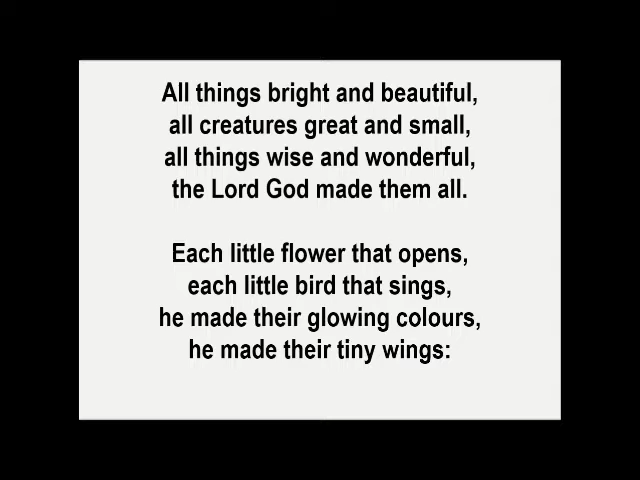 All things bright and beautiful,
all creatures great and small,
all things wise and wonderful,
the Lord God made them all.
Each little flower that opens,
each little bird that sings,
he made their glowing colours,
he made their tiny wings: